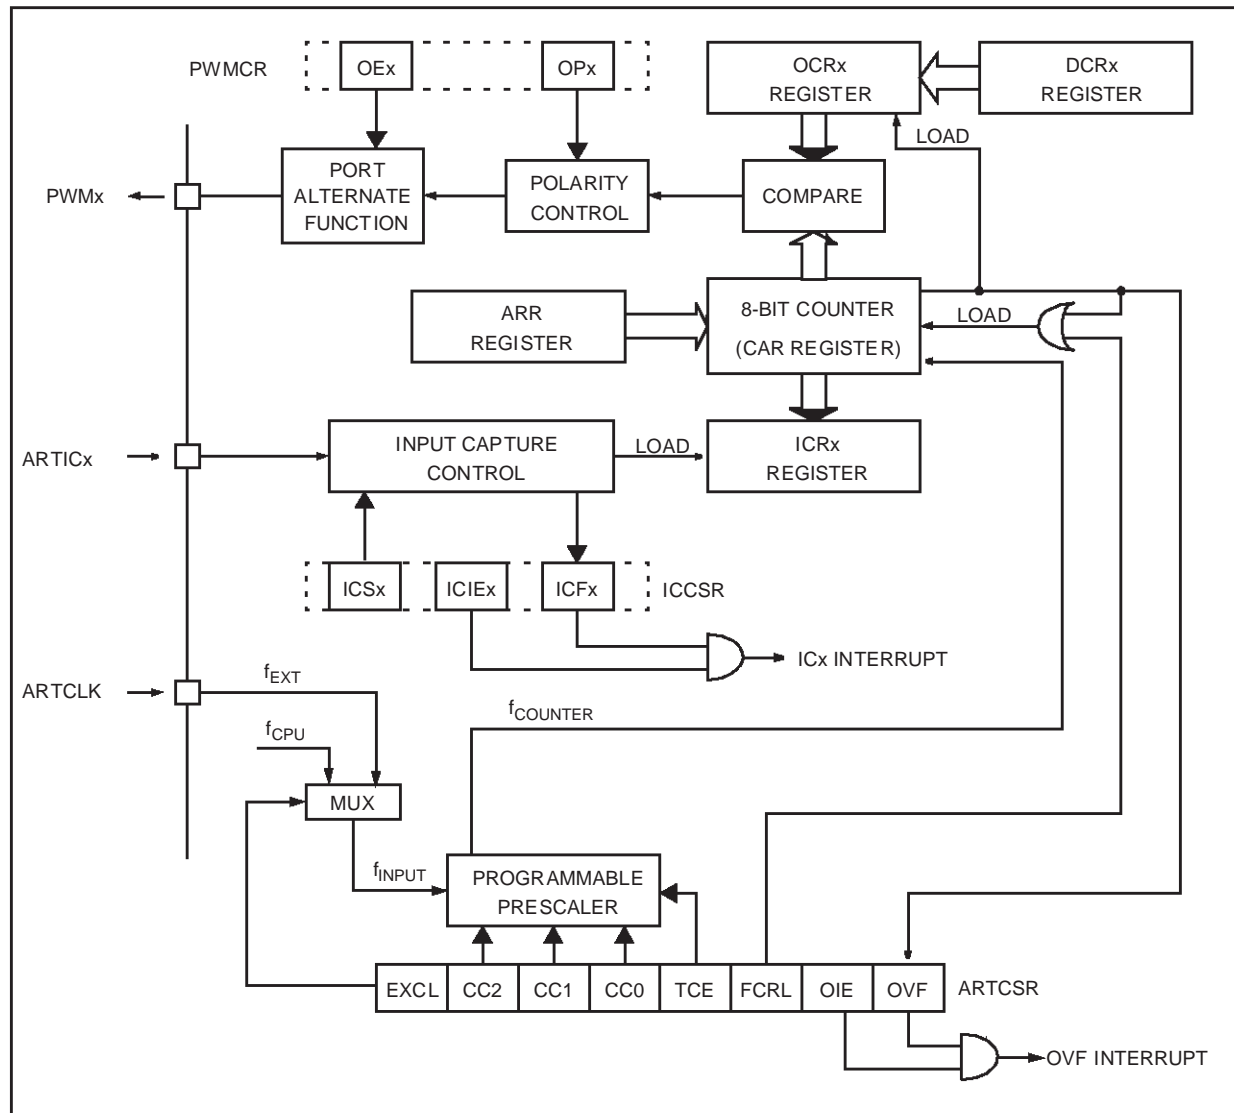 PWMCR
OEx
OPx
OCRx
REGISTER
DCRx
REGISTER
LOAD
PWMx
PORT
ALTERNATE
FUNCTION
POLARITY
CONTROL
COMPARE
ARR
REGISTER
8-BIT COUNTER
(CAR REGISTER)
LOAD
ARTICx
INPUT CAPTURE
CONTROL
LOAD
ICRx
REGISTER
ICSx
ICIEx
ICFx
ICCSR
ICx INTERRUPT
ARTCLK
fEXT
fCPU
fCOUNTER
MUX
fINPUT
PROGRAMMABLE
PRESCALER
EXCL
CC2
CC1
CC0
TCE
FCRL
OIE
OVF
ARTCSR
OVF INTERRUPT